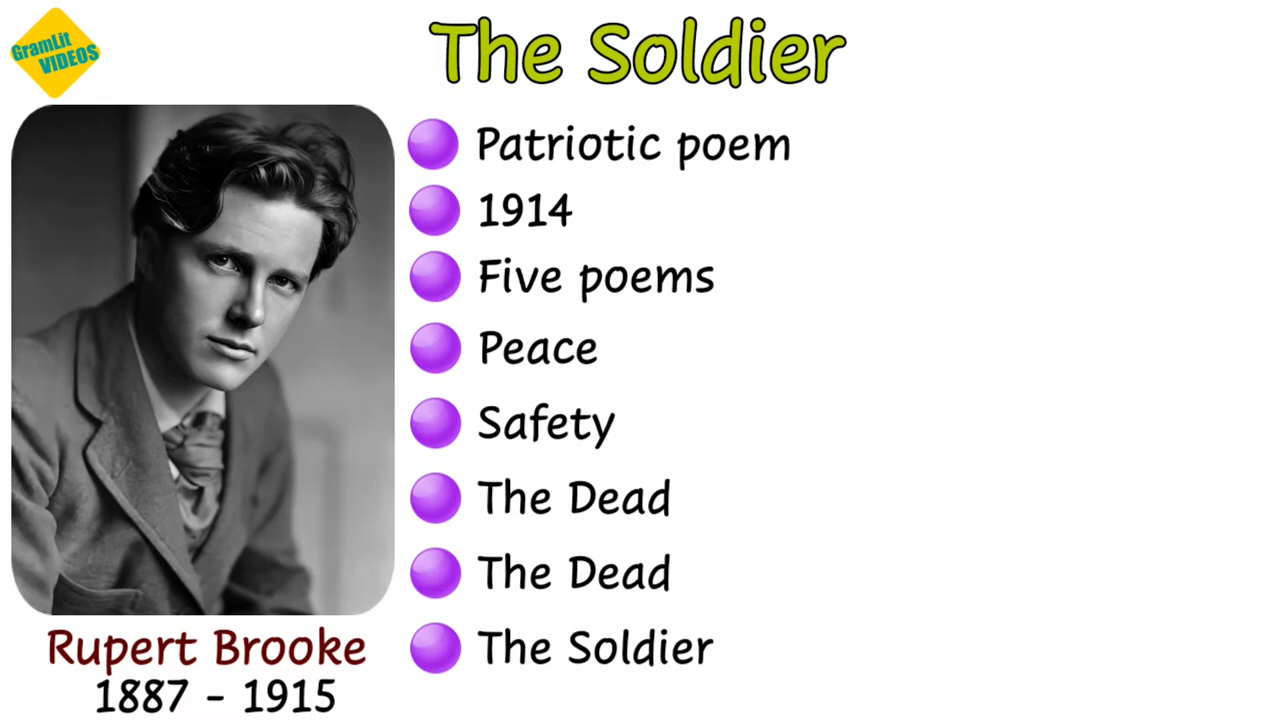 GramLit
VIDEOS
The Soldier
Patriotic poem
1914
Five poems
Peace
Safety
The Dead
The Dead
The Soldier
Rupert Brooke
1887 - 1915